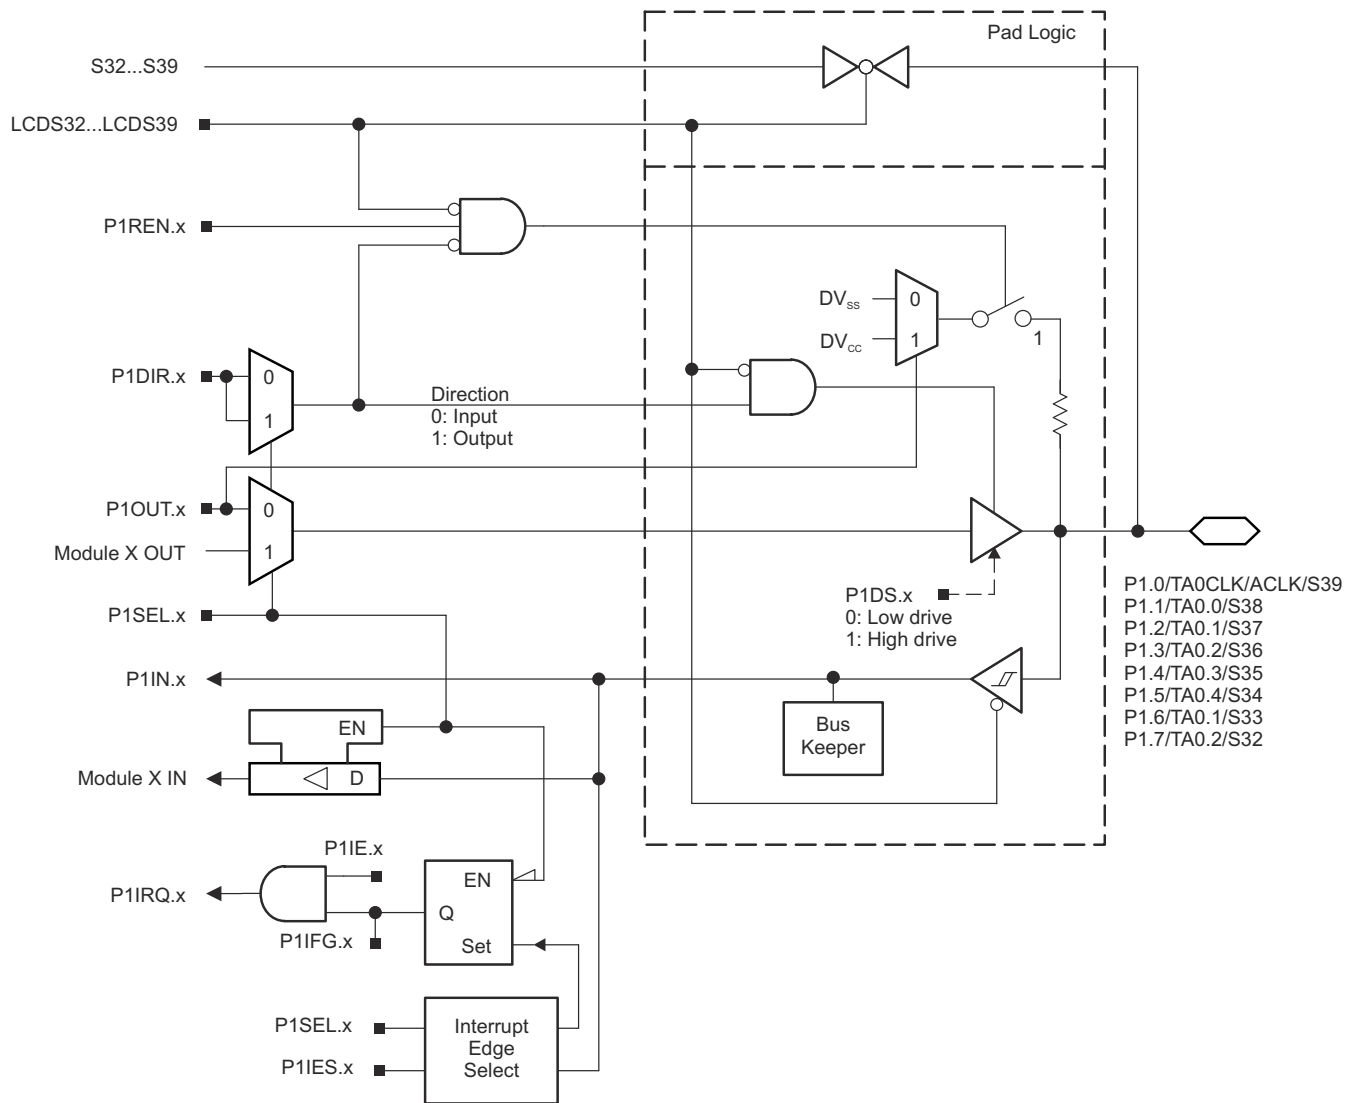 Pad Logic
S32...S39
LCDS32...LCDS39
P1REN.x
DVSS
0
DVCC
1
1
P1DIR.x
0
1
Direction
0: Input
1: Output
P1OUT.x
0
Module X OUT
1
P1DS.x
0: Low drive
1: High drive
P1.0/TA0CLK/ACLK/S39
P1.1/TA0.0/S38
P1.2/TA0.1/S37
P1.3/TA0.2/S36
P1.4/TA0.3/S35
P1.5/TA0.4/S34
P1.6/TA0.1/S33
P1.7/TA0.2/S32
P1SEL.x
P1IN.x
Bus
Keeper
EN
Module X IN
D
P1IE.x
P1IRQ.x
EN
Q
P1IFG.x
Set
P1SEL.x
P1IES.x
Interrupt
Edge
Select